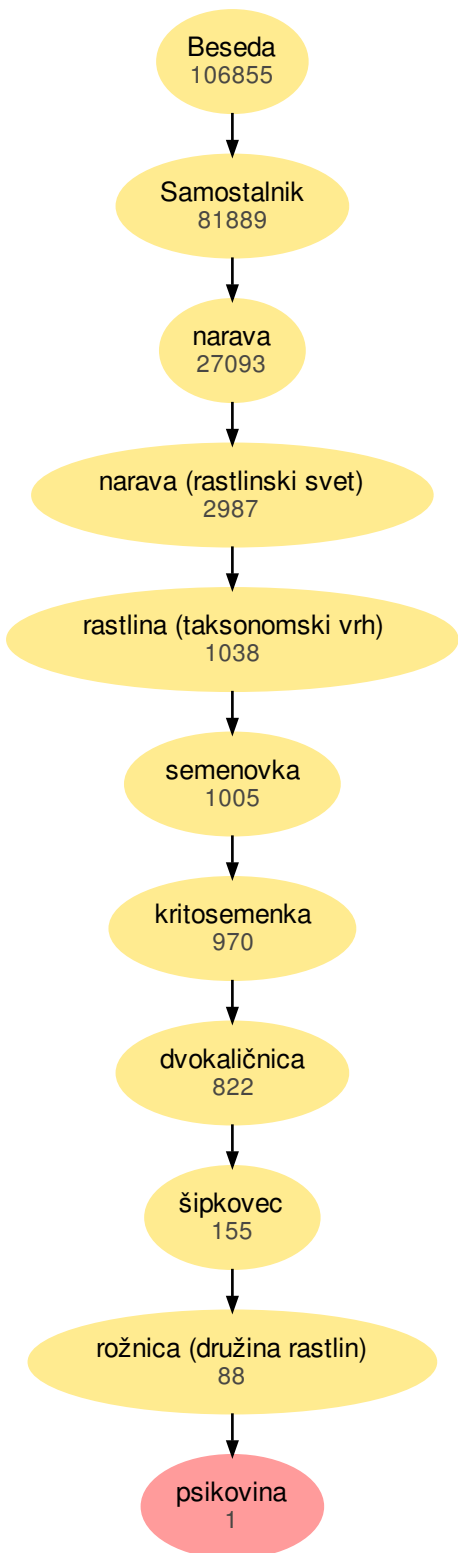 Beseda
106855
Samostalnik
81889
narava
27093
narava (rastlinski svet)
2987
rastlina (taksonomski vrh)
1038
semenovka
1005
kritosemenka
970
dvokaličnica
822
šipkovec
155
rožnica (družina rastlin)
88
psikovina
1